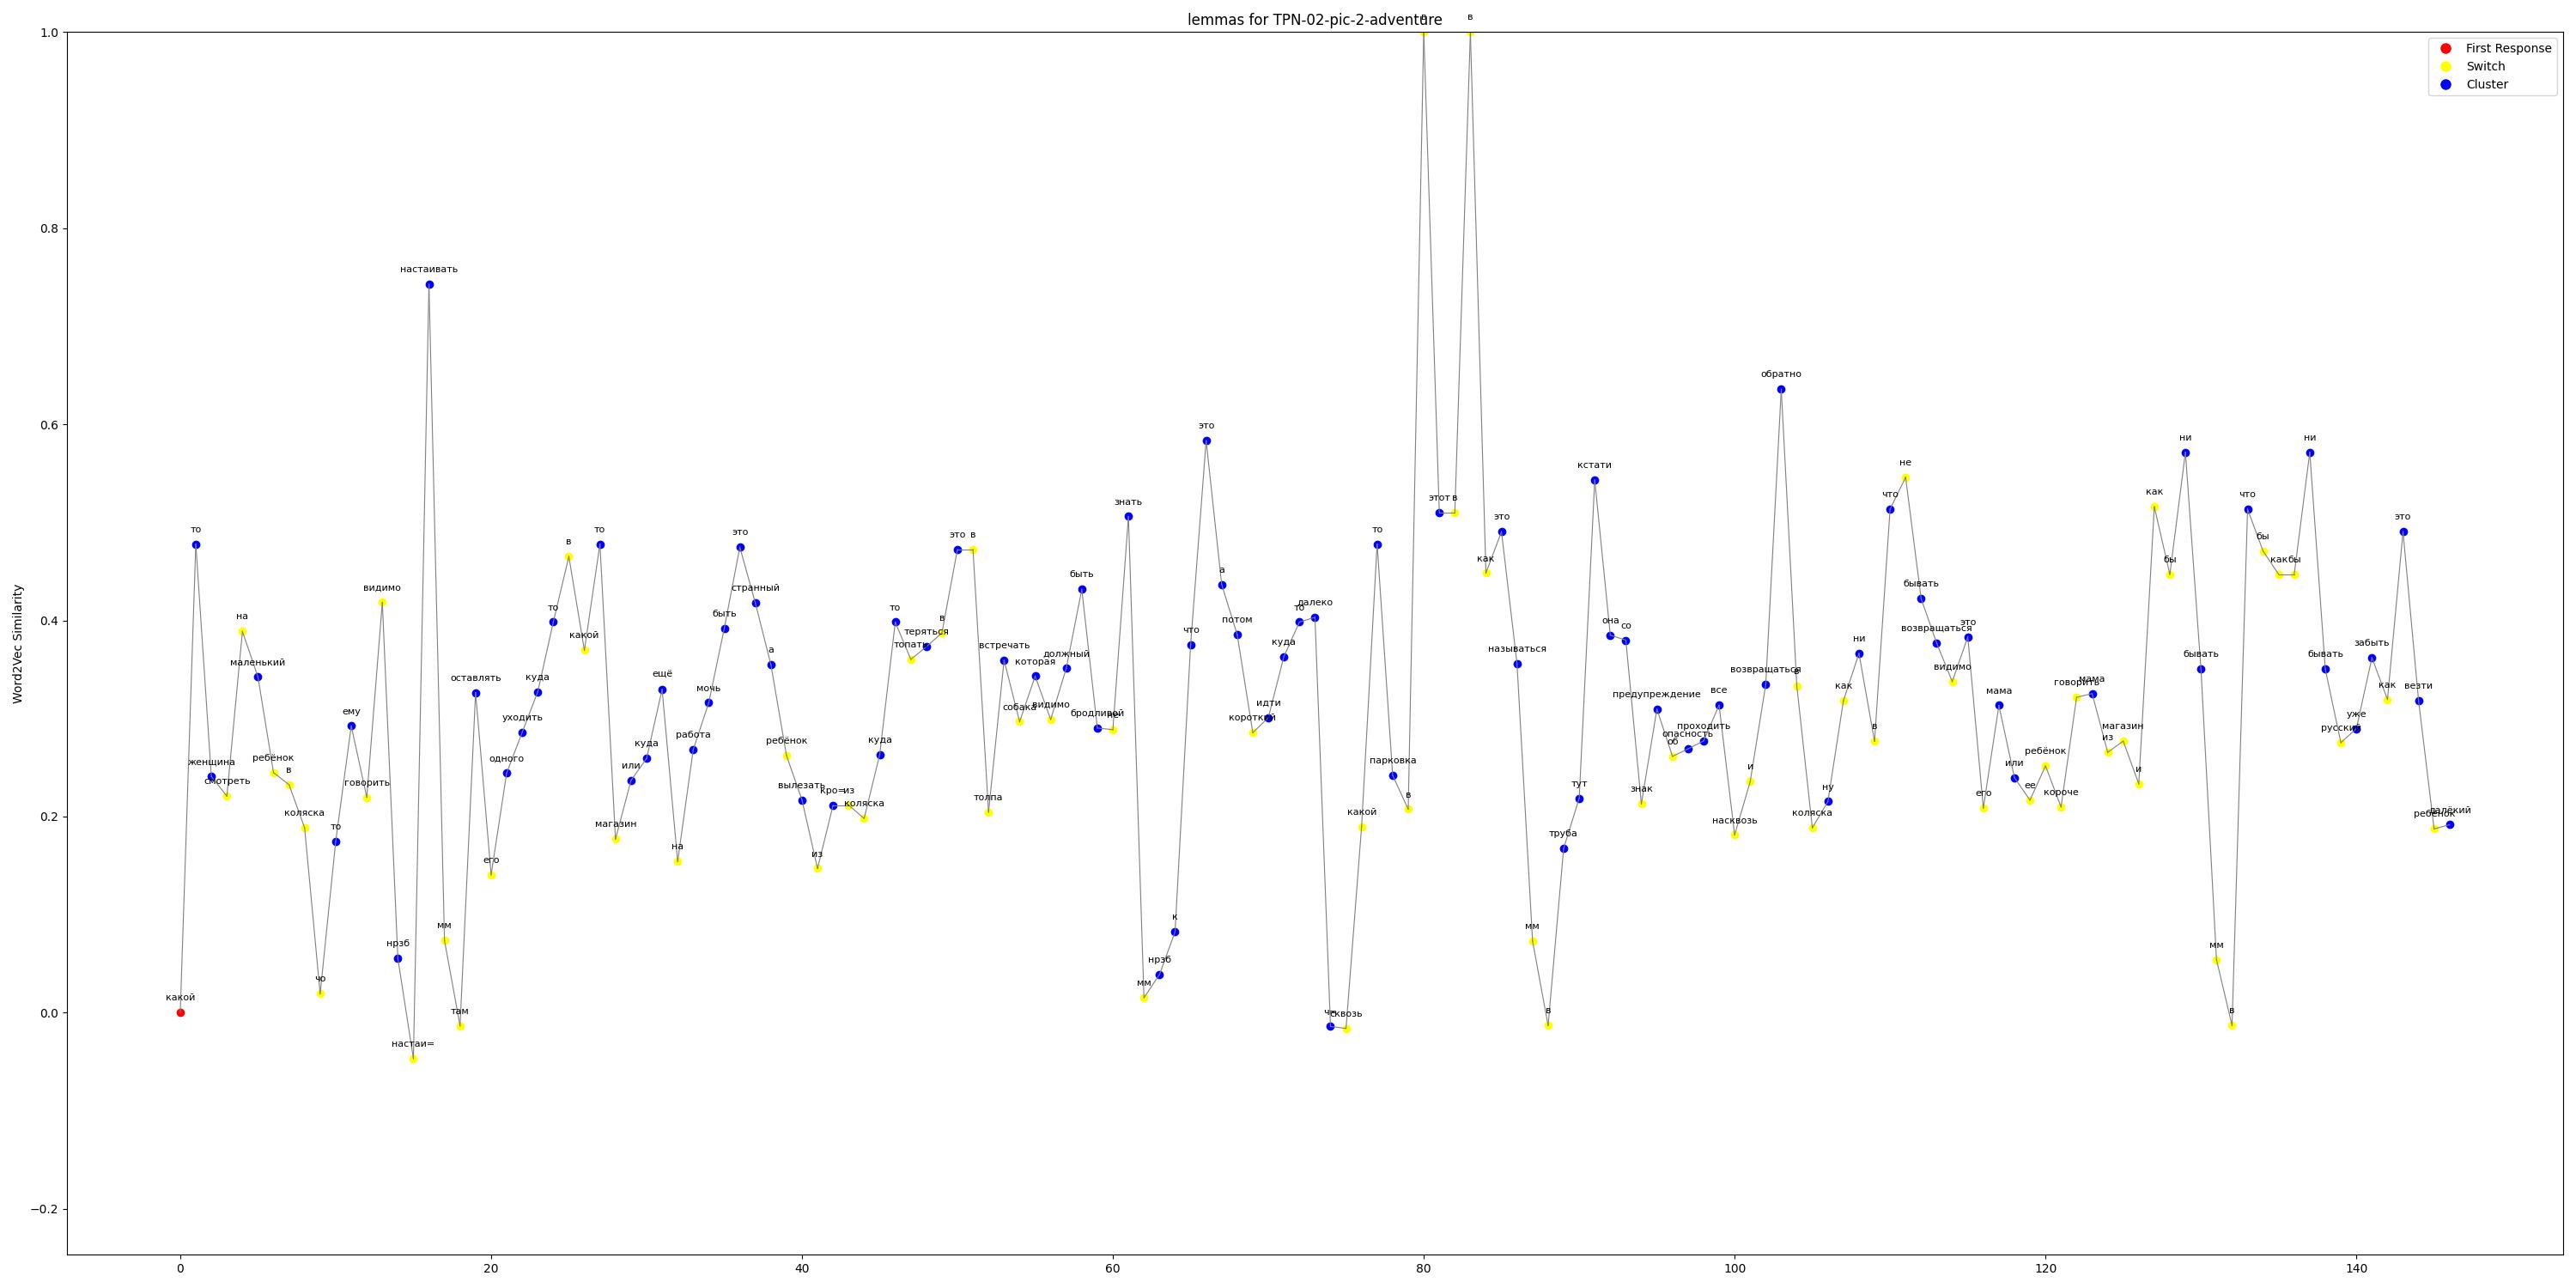 lemmas for TPN-02-pic-2-adventure
Word2Vec Similarity
1.0
0.8
0.6
0.4
0.2
0.0
−0.2
0
20
40
60
80
100
120
140
First Response
Switch
Cluster
какой
то
женщина
смотреть
на
маленький
ребёнок
в
коляска
чо
то
ему
говорить
видимо
нрзб
настаи=
настаивать
мм
там
оставлять
его
одного
уходить
куда
то
в
какой
то
магазин
или
куда
ещё
на
работа
мочь
быть
это
странный
а
ребёнок
вылезать
из
кро=
из
коляска
куда
то
топать
теряться
в
это
в
толпа
встречать
собака
которая
видимо
должный
быть
бродливой
не
знать
мм
нрзб
к
что
это
а
потом
короткий
идти
куда
то
далеко
сквозь
какой
то
парковка
в
в
этот
в
в
как
это
называться
мм
в
труба
тут
кстати
она
со
знак
предупреждение
об
опасность
проходить
все
насквозь
и
возвращаться
обратно
в
коляска
ну
как
ни
в
что
не
бывать
возвращаться
видимо
это
его
мама
или
ее
ребёнок
короче
говорить
мама
из
магазин
и
как
бы
ни
бывать
мм
в
что
бы
как
бы
ни
бывать
русский
уже
забыть
как
это
везти
ребёнок
далёкий